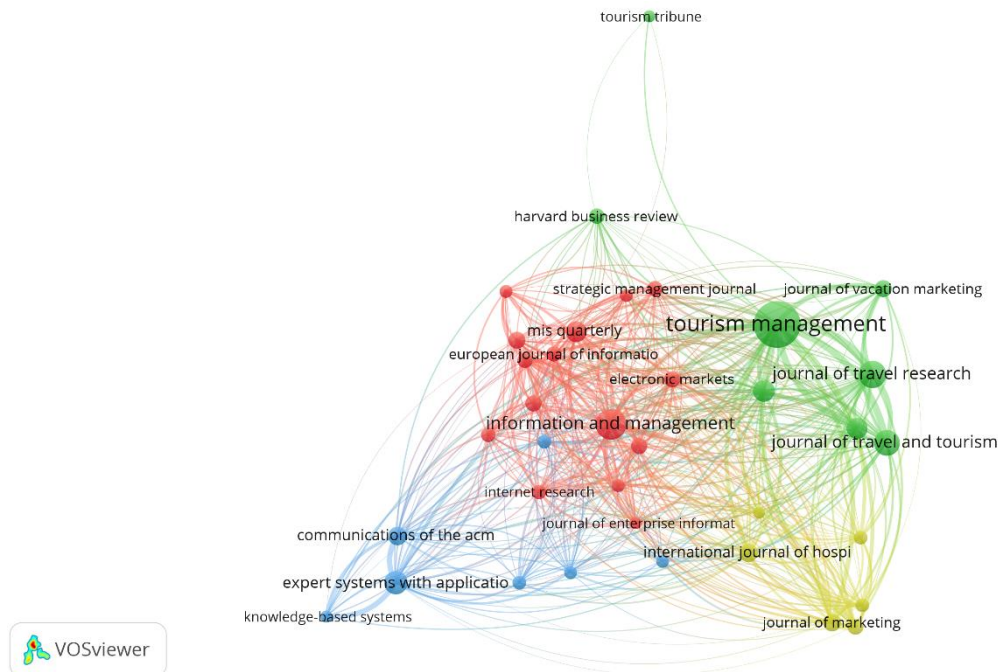 tourism tribune
harvard business review
strategic management journal
journal of vacation marketing
tourism management
mis quarterly
european journal of informatio
journal of travel research
electronic markets
information and management
journal of travel and tourism
internet research
journal of enterprise informat
communications of the acm
international journal of hospi
expert systems with applicatio
knowledge-based systems
journal of marketing
VOSviewer